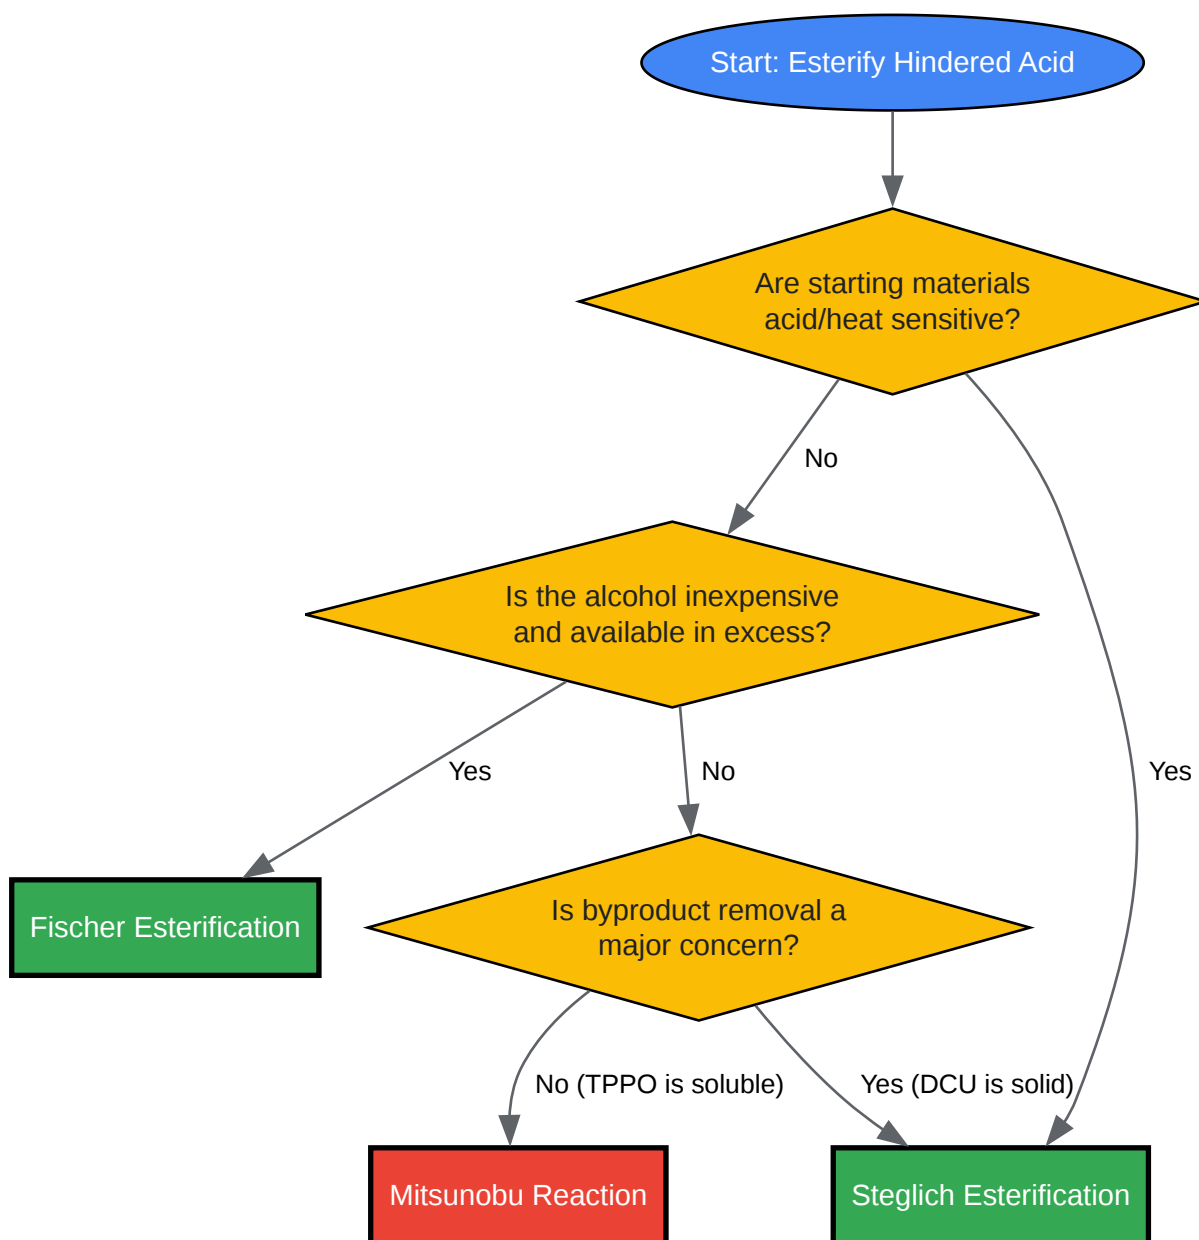 Start: Esterify Hindered Acid
Are starting materials
acid/heat sensitive?
No
Is the alcohol inexpensive
and available in excess?
Yes
No
Yes
Fischer Esterification
Is byproduct removal a
major concern?
No (TPPO is soluble)
Yes (DCU is solid)
Mitsunobu Reaction
Steglich Esterification